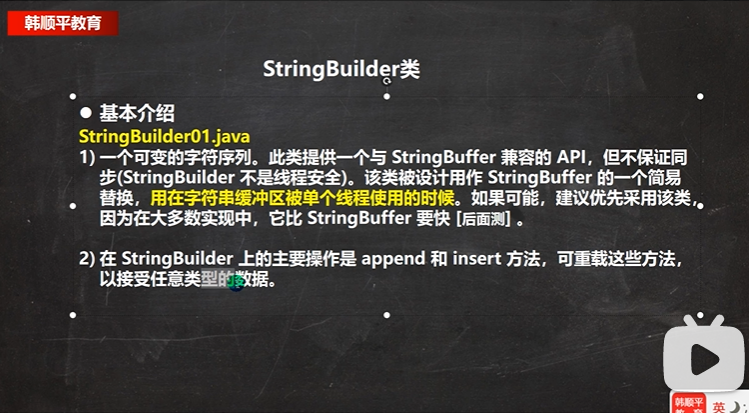 韩顺平教育
StringBuilder类
● 基本介绍
StringBuilder01.java
1) 一个可变的字符序列。此类提供一个与 StringBuffer 兼容的 API，但不保证同
步(StringBuilder 不是线程安全)。该类被设计用作 StringBuffer 的一个简易
替换，用在字符串缓冲区被单个线程使用的时候。如果可能，建议优先采用该类，
因为在大多数实现中，它比 StringBuffer 要快 [后面测] 。
2) 在 StringBuilder 上的主要操作是 append 和 insert 方法，可重载这些方法，
以接受任意类型的数据。
韩顺平
教 育
英